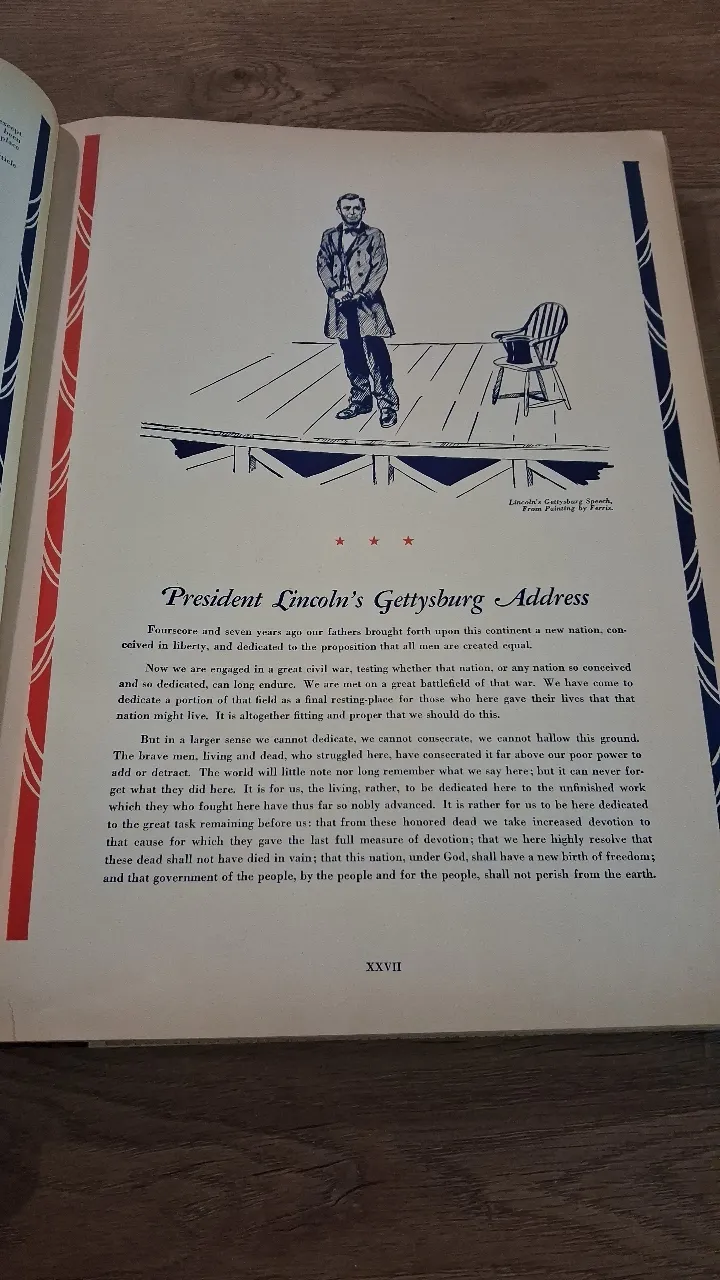 except
been
place
Lincoln's Gettysburg Speech,
From Painting by Ferris.
President Lincoln's Gettysburg Address
Fourscore and seven years ago our fathers brought forth upon this continent a new nation, con-
ceived in liberty, and dedicated to the proposition that all men are created equal.
Now we are engaged in a great civil war, testing whether that nation, or any nation so conceived
and so dedicated, can long endure. We are met on a great battlefield of that war. We have come to
dedicate a portion of that field as a final resting-place for those who here gave their lives that that
nation might live. It is altogether fitting and proper that we should do this.
But in a larger sense we cannot dedicate, we cannot consecrate, we cannot hallow this ground.
The brave men, living and dead, who struggled here, have consecrated it far above our poor power to
add or detract. The world will little note nor long remember what we say here; but it can never for-
get what they did here. It is for us, the living, rather, to be dedicated here to the unfinished work
which they who fought here have thus far so nobly advanced. It is rather for us to be here dedicated
to the great task remaining before us: that from these honored dead we take increased devotion to
that cause for which they gave the last full measure of devotion; that we here highly resolve that
these dead shall not have died in vain; that this nation, under God, shall have a new birth of freedom;
and that government of the people, by the people and for the people, shall not perish from the earth.
XXVII